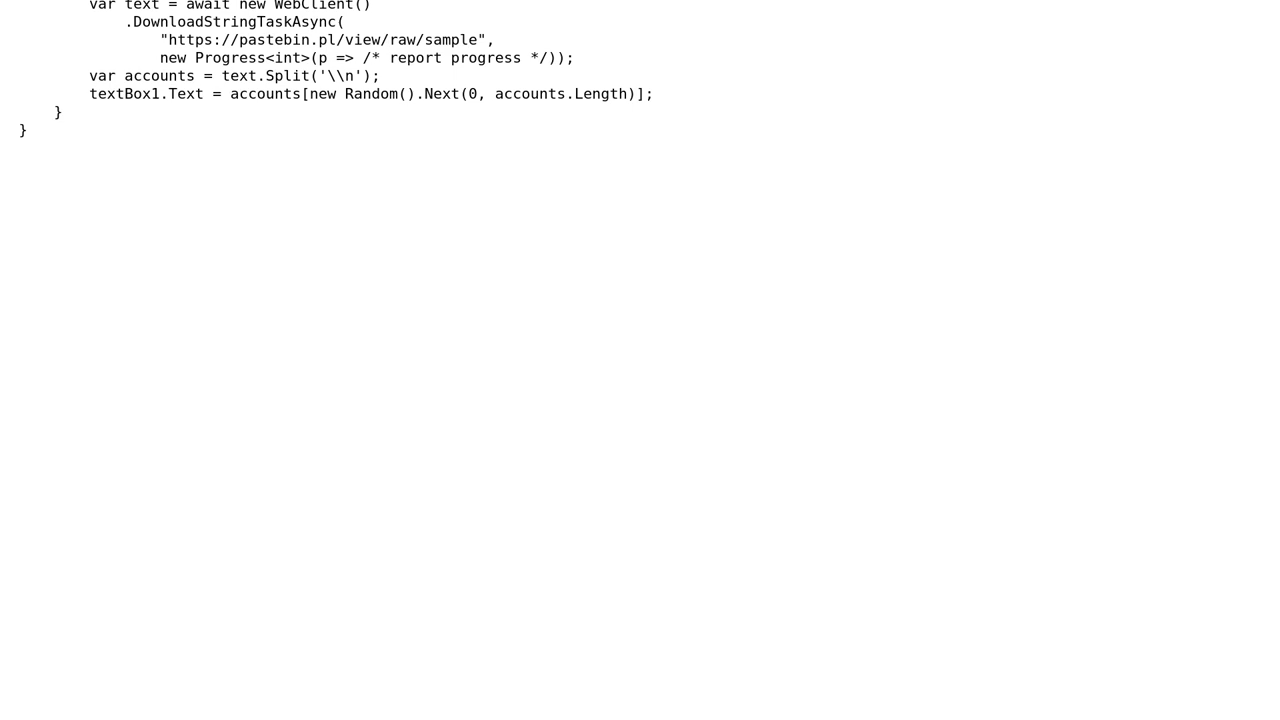 var text = await new WebClient()
.DownloadStringTaskAsync(
"https://pastebin.pl/view/raw/sample",
new Progress<int>(p => /* report progress */));
var accounts = text.Split('\\n');
textBox1.Text = accounts[new Random().Next(0, accounts.Length)];
}
}